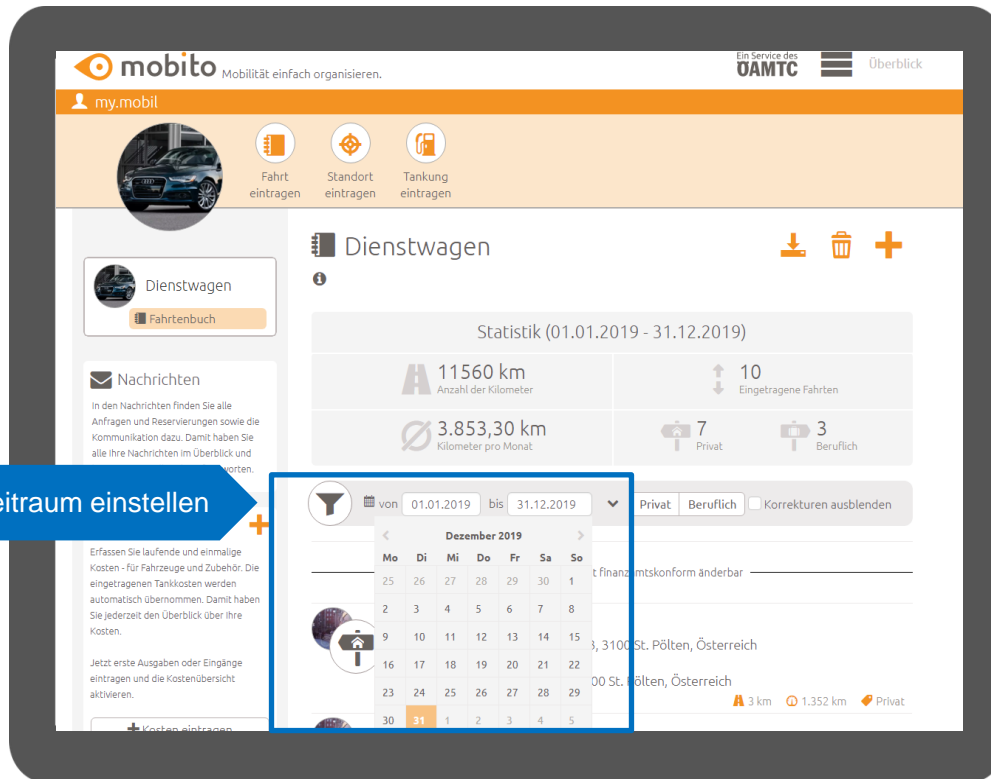 mobito Mobilität einfach organisieren.
Ein Service des
ÖAMTC
Überblick
my.mobil
Fahrt
eintragen
Standort
eintragen
Tankung
eintragen
Dienstwagen
Dienstwagen
Fahrtenbuch
Statistik (01.01.2019 - 31.12.2019)
11560 km
Anzahl der Kilometer
10
Eingetragene Fahrten
3.853,30 km
Kilometer pro Monat
7
Privat
3
Beruflich
Nachrichten
In den Nachrichten finden Sie alle
Anfragen und Reservierungen sowie die
Kommunikation dazu. Damit haben Sie
alle Ihre Nachrichten im Überblick und
worten.
eitraum einstellen
Erfassen Sie laufende und einmalige
Kosten - für Fahrzeuge und Zubehör. Die
eingetragenen Tankkosten werden
automatisch übernommen. Damit haben
Sie jederzeit den Überblick über Ihre
Kosten.
Jetzt erste Ausgaben oder Eingänge
eintragen und die Kostenübersicht
aktivieren.
Kosten eintragen
von 01.01.2019 bis 31.12.2019 Privat Beruflich Korrekturen ausblenden
Dezember 2019
Mo Di Mi Do Fr Sa So
25 26 27 28 29 30 1
2 3 4 5 6 7 8
9 10 11 12 13 14 15
16 17 18 19 20 21 22
23 24 25 26 27 28 29
30 31 1 2 3 4 5
t finanzamtskonform änderbar
3, 3100 St. Pölten, Österreich
00 St. Pölten, Österreich
3 km 1.352 km Privat